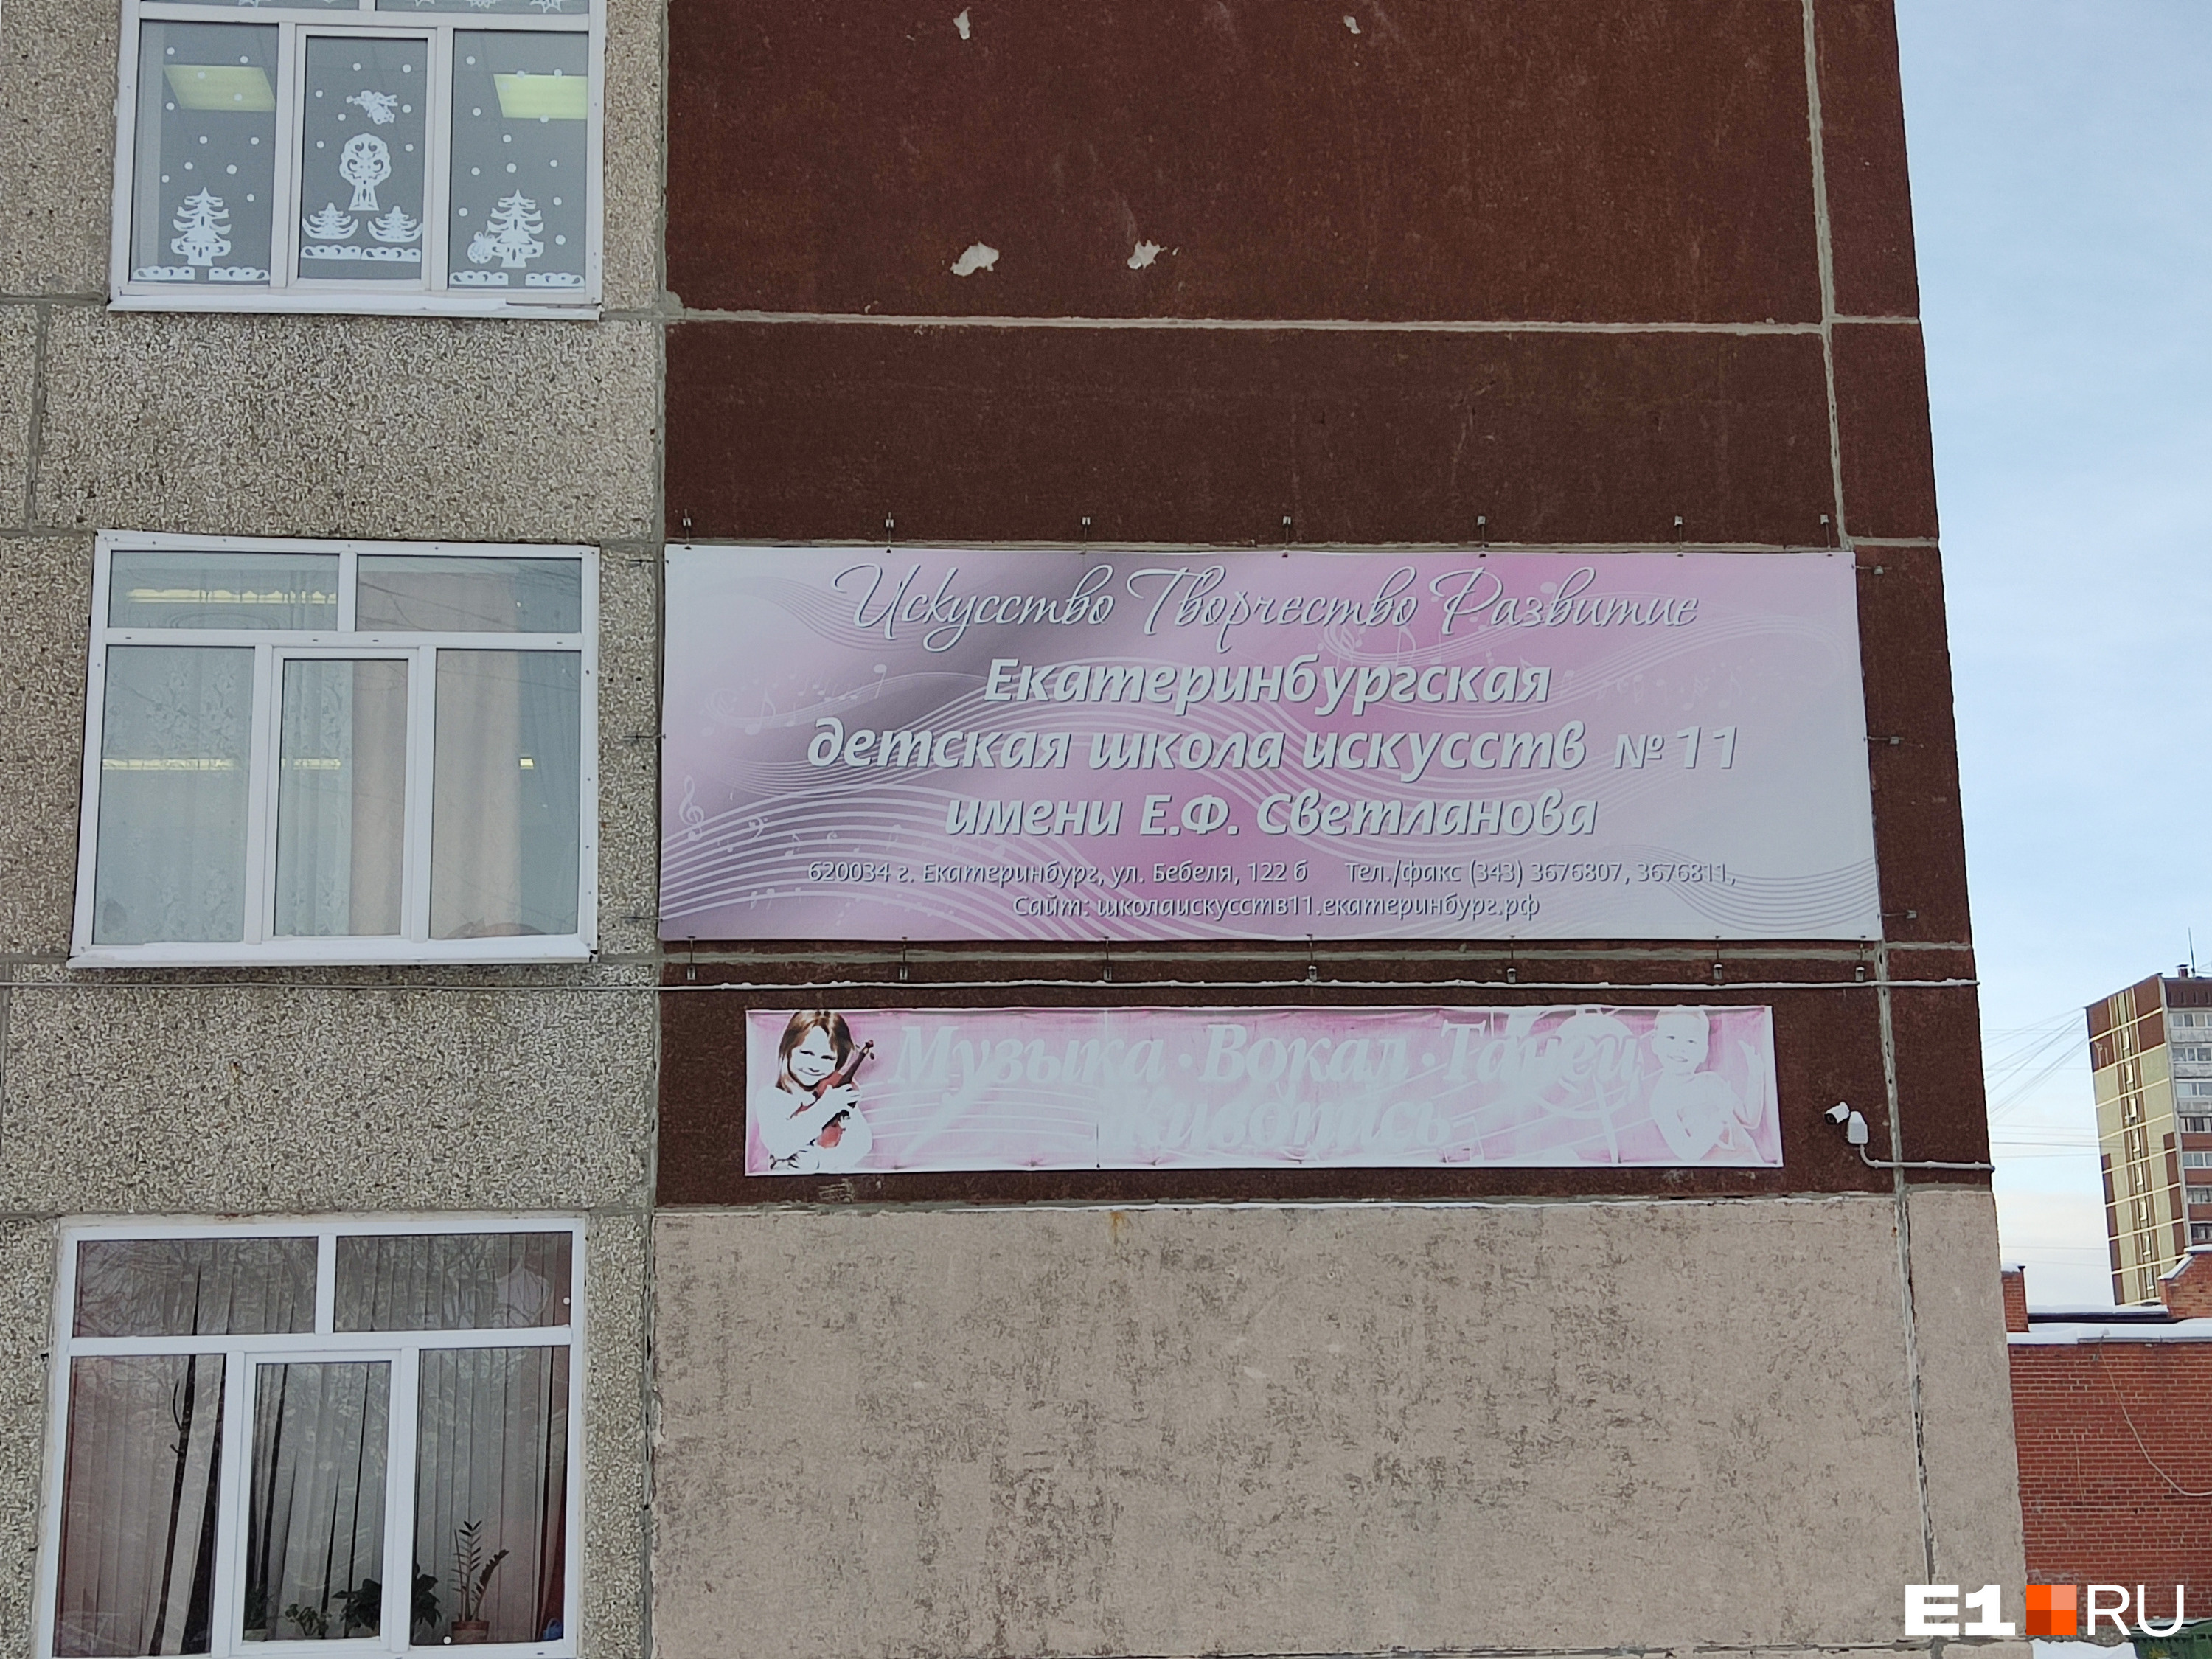 Искусство Творчество Развитие
Екатеринбургская
детская школа искусств № 11
имени Е.Ф. Светланова
620034 г. Екатеринбург, ул. Бебеля, 122 б Тел./факс (343) 3676807, 3676811,
Сайт: школаискусств11.екатеринбург.рф
Музыка · Вокал · Танец
Живопись
E1 RU